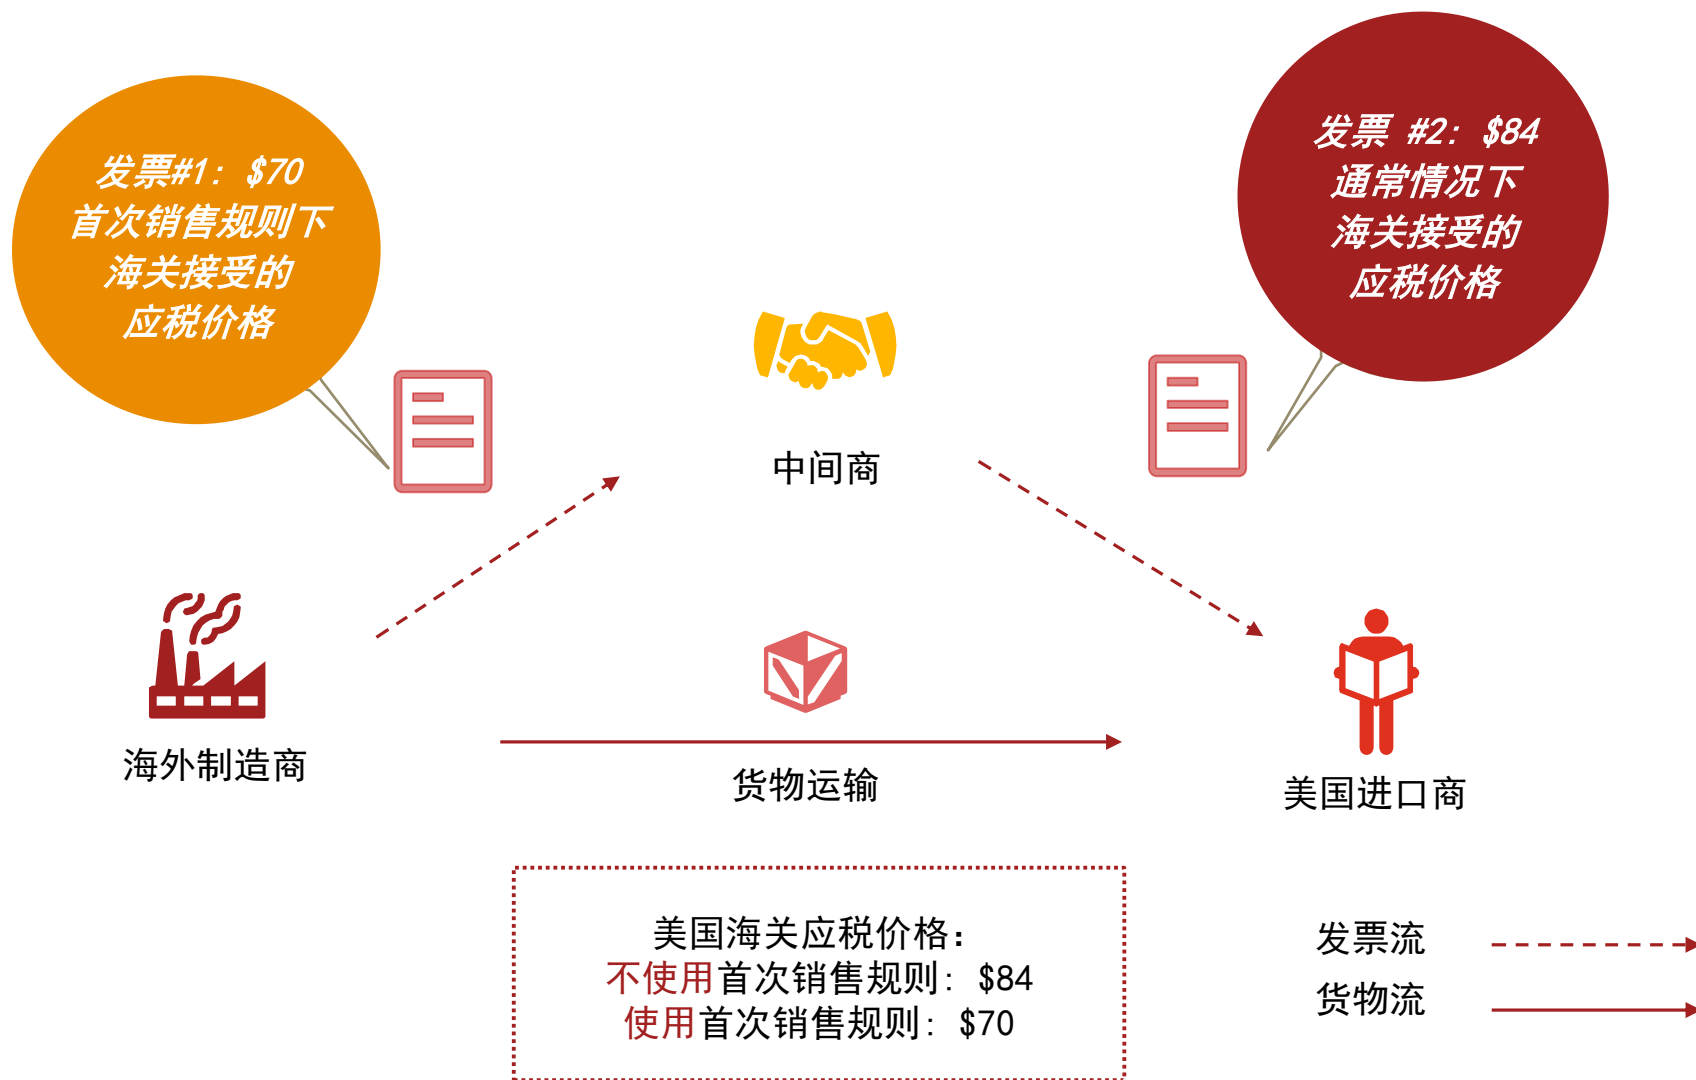 发票#1: $70
首次销售规则下
海关接受的
应税价格
发票 #2: $84
通常情况下
海关接受的
应税价格
中间商
海外制造商
货物运输
美国进口商
美国海关应税价格:
不使用首次销售规则: $84
使用首次销售规则: $70
发票流
货物流